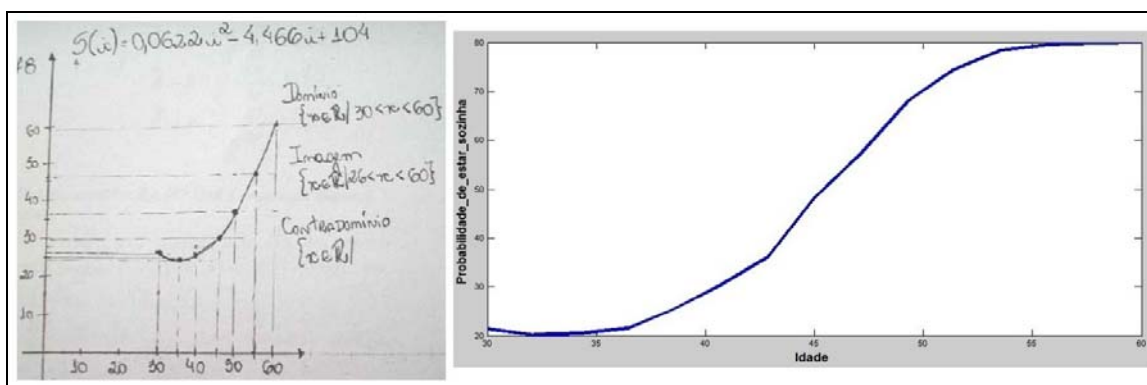 S(i)=0,0622i²-4,466i+104
Domínio
{x∈R| 30<x<60}
60
50
Imagem
{x∈R|26<x<60}
40
30
Contradomínio
{x∈R|
20
10
10 20 30 40 50 60
Probabilidade_de_estar_sozinha
80
70
60
50
40
30
20
30 35 40 45 50 55 60
Idade